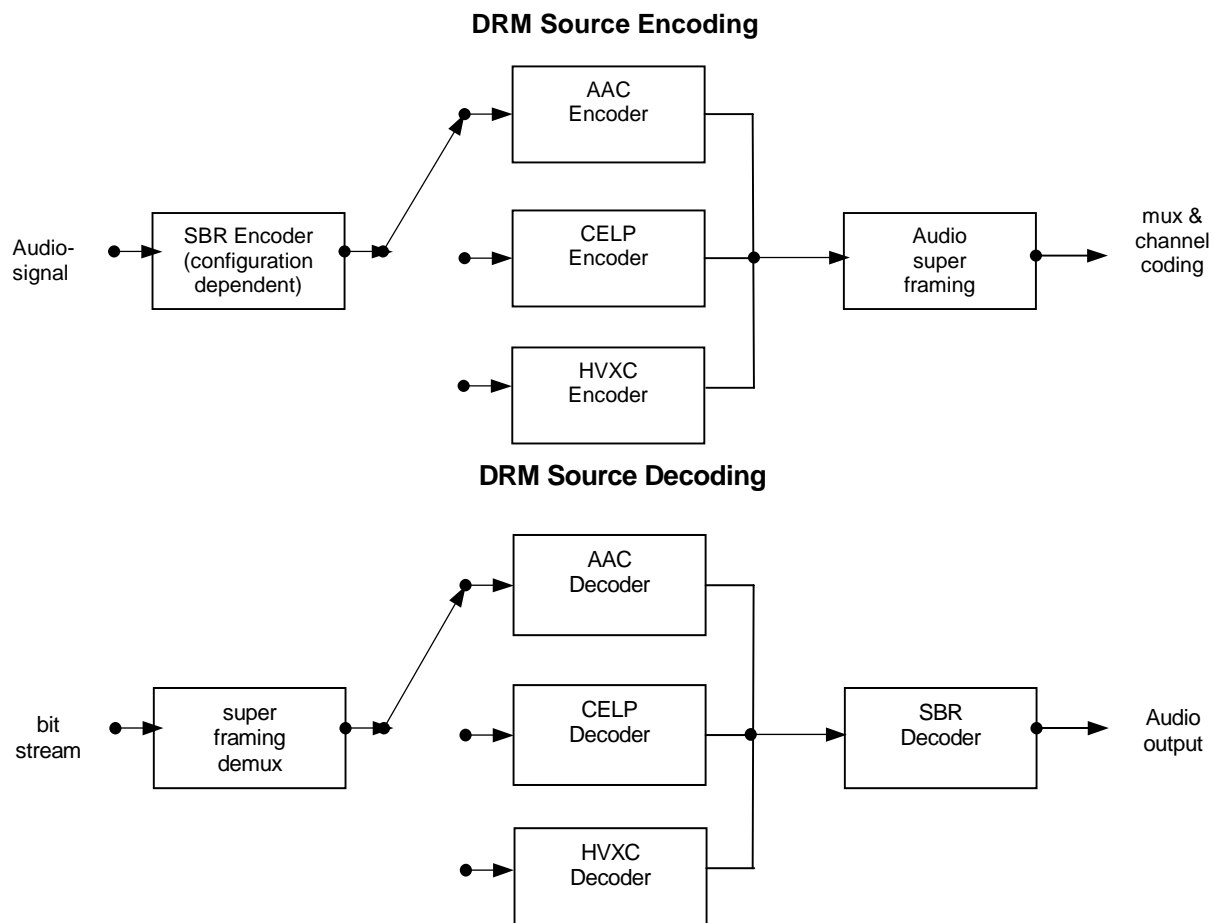 DRM Source Encoding
AAC
Encoder
Audio-
signal
SBR Encoder
(configuration
dependent)
CELP
Encoder
Audio
super
framing
mux &
channel
coding
HVXC
Encoder
DRM Source Decoding
AAC
Decoder
bit
stream
super
framing
demux
CELP
Decoder
SBR
Decoder
Audio
output
HVXC
Decoder